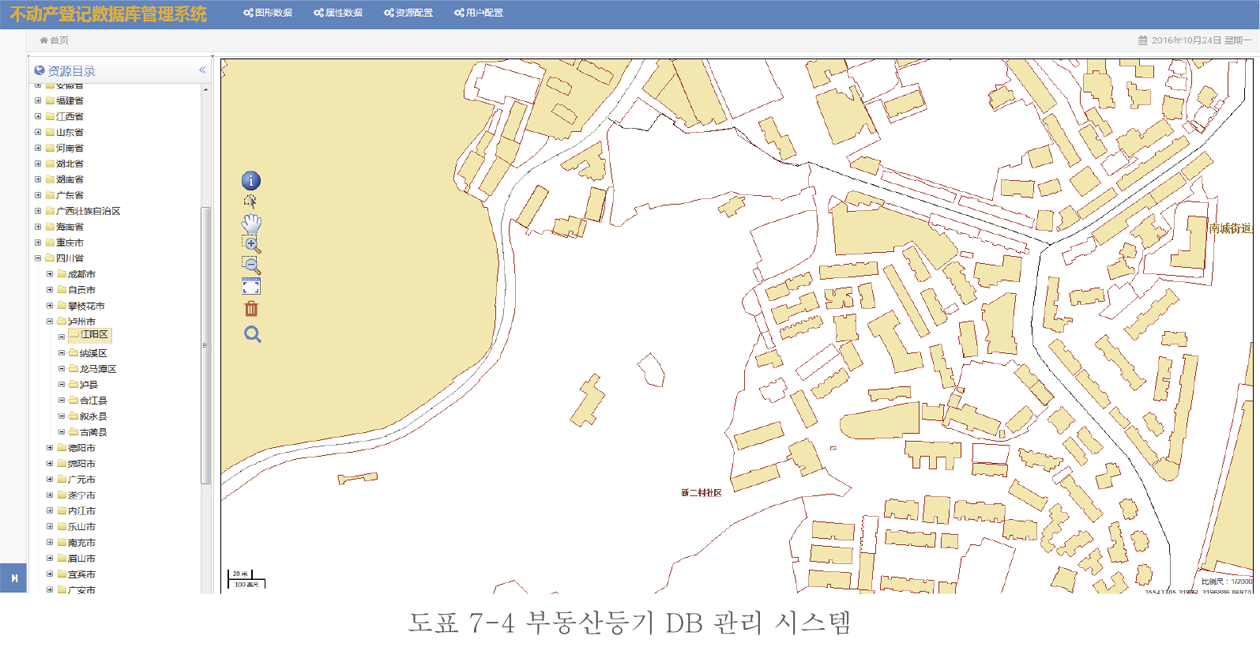 不动产登记数据库管理系统
图形数据 属性数据 资源配置 用户配置
首页
2016年10月24日 星期一
资源目录
安徽省
福建省
江西省
山东省
河南省
湖北省
湖南省
广东省
广西壮族自治区
海南省
重庆市
四川省
成都市
自贡市
攀枝花市
泸州市
江阳区
纳溪区
龙马潭区
泸县
合江县
叙永县
古蔺县
德阳市
绵阳市
广元市
遂宁市
内江市
乐山市
南充市
眉山市
宜宾市
广安市
南城街道
新二村社区
20 米
100 英尺
比例尺：1/2000
도표 7-4 부동산등기 DB 관리 시스템